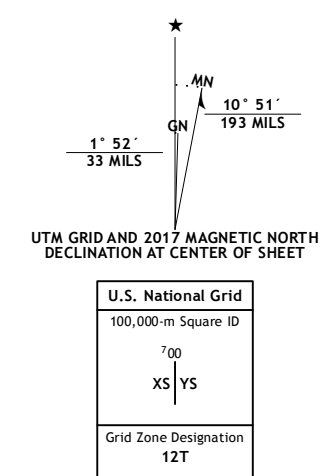 ★
MN
10° 51´
193 MILS
GN
1° 52´
33 MILS
UTM GRID AND 2017 MAGNETIC NORTH
DECLINATION AT CENTER OF SHEET
U.S. National Grid
100,000-m Square ID
⁷00
XS YS
Grid Zone Designation
12T